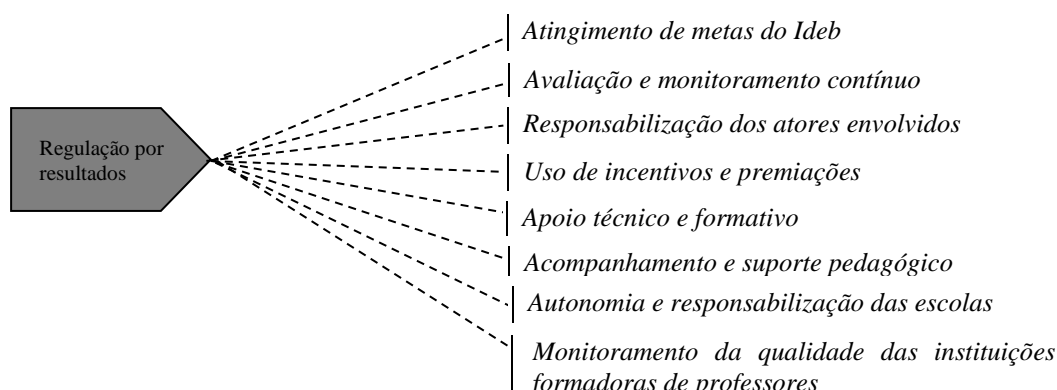 Regulação por
resultados
Atingimento de metas do Ideb
Avaliação e monitoramento contínuo
Responsabilização dos atores envolvidos
Uso de incentivos e premiações
Apoio técnico e formativo
Acompanhamento e suporte pedagógico
Autonomia e responsabilização das escolas
Monitoramento da qualidade das instituições
formadoras de professores